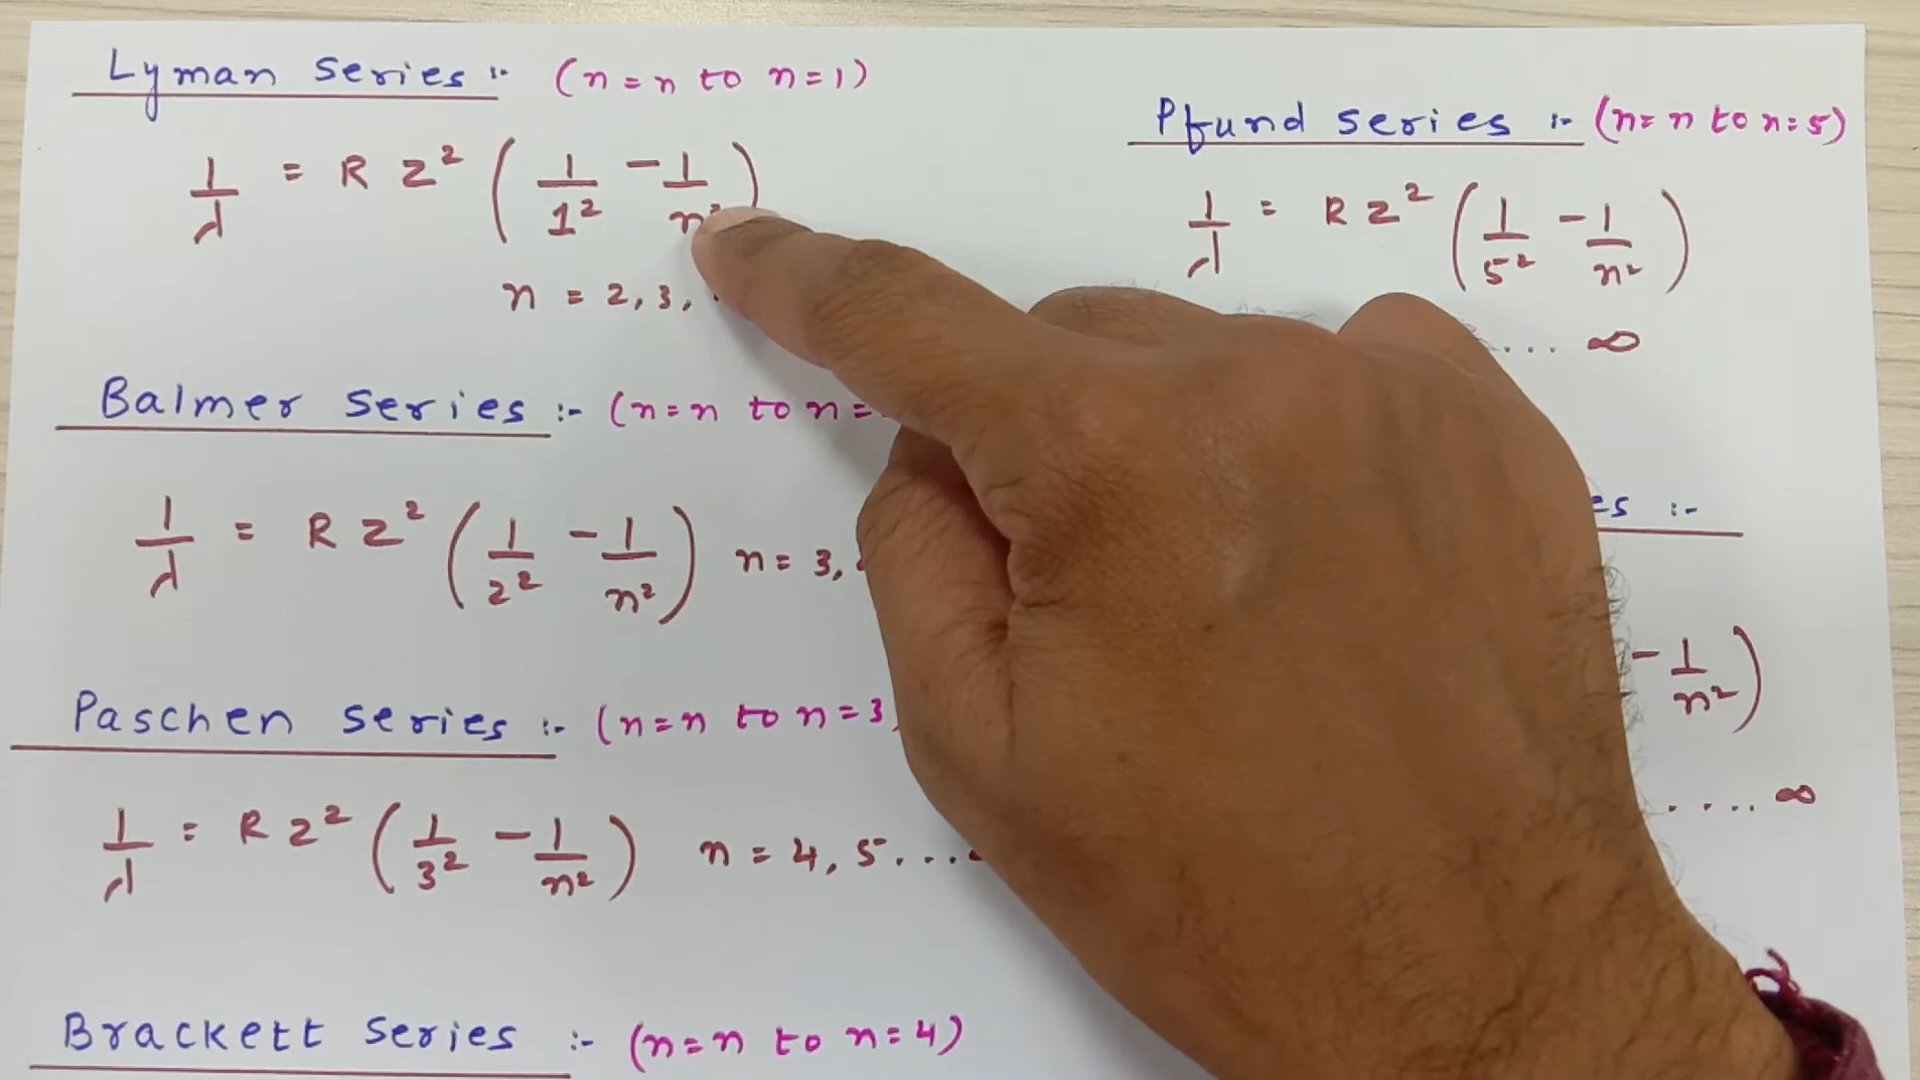 Lyman Series :- (n = n to n = 1)
1/λ = R Z² ( 1/1² - 1/n² )
n = 2, 3,
Balmer Series :- (n = n to n =
1/λ = R Z² ( 1/2² - 1/n² ) n = 3,
Paschen Series :- (n = n to n = 3
1/λ = R Z² ( 1/3² - 1/n² ) n = 4, 5 ...
Brackett Series :- (n = n to n = 4)
Pfund Series :- (n = n to n = 5)
1/λ = R Z² ( 1/5² - 1/n² )
.... ∞
es :-
- 1/n² )
.... ∞